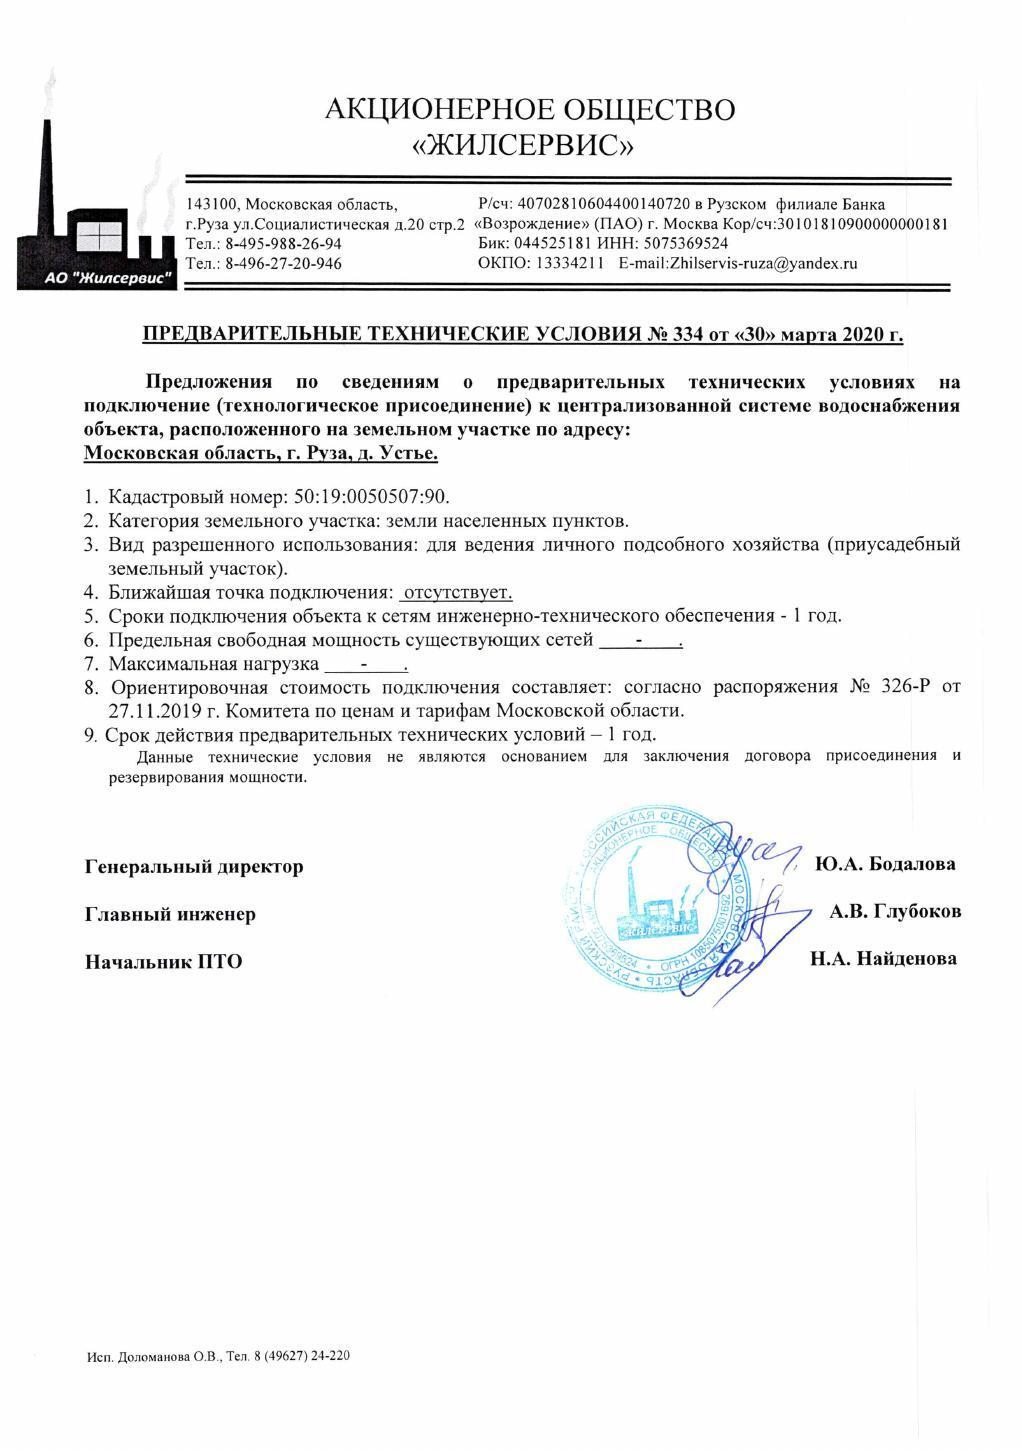 АКЦИОНЕРНОЕ ОБЩЕСТВО
«ЖИЛСЕРВИС»
АО "Жилсервис"
143100, Московская область,
г.Руза ул.Социалистическая д.20 стр.2
Тел.: 8-495-988-26-94
Тел.: 8-496-27-20-946
Р/сч: 40702810604400140720 в Рузском филиале Банка
«Возрождение» (ПАО) г. Москва Кор/сч:30101810900000000181
Бик: 044525181 ИНН: 5075369524
ОКПО: 13334211 E-mail:Zhilservis-ruza@yandex.ru
ПРЕДВАРИТЕЛЬНЫЕ ТЕХНИЧЕСКИЕ УСЛОВИЯ № 334 от «30» марта 2020 г.
Предложения по сведениям о предварительных технических условиях на
подключение (технологическое присоединение) к централизованной системе водоснабжения
объекта, расположенного на земельном участке по адресу:
Московская область, г. Руза, д. Устье.
1. Кадастровый номер: 50:19:0050507:90.
2. Категория земельного участка: земли населенных пунктов.
3. Вид разрешенного использования: для ведения личного подсобного хозяйства (приусадебный
земельный участок).
4. Ближайшая точка подключения: отсутствует.
5. Сроки подключения объекта к сетям инженерно-технического обеспечения - 1 год.
6. Предельная свободная мощность существующих сетей ____-____.
7. Максимальная нагрузка ____-____.
8. Ориентировочная стоимость подключения составляет: согласно распоряжения № 326-Р от
27.11.2019 г. Комитета по ценам и тарифам Московской области.
9. Срок действия предварительных технических условий – 1 год.
Данные технические условия не являются основанием для заключения договора присоединения и
резервирования мощности.
Генеральный директор Ю.А. Бодалова
Главный инженер А.В. Глубоков
Начальник ПТО Н.А. Найденова
РОССИЙСКАЯ ФЕДЕРАЦИЯ * МОСКОВСКАЯ ОБЛАСТЬ * РУЗСКИЙ
АКЦИОНЕРНОЕ ОБЩЕСТВО
ОГРН 1085075001692
ЖИЛСЕРВИС
Исп. Доломанова О.В., Тел. 8 (49627) 24-220